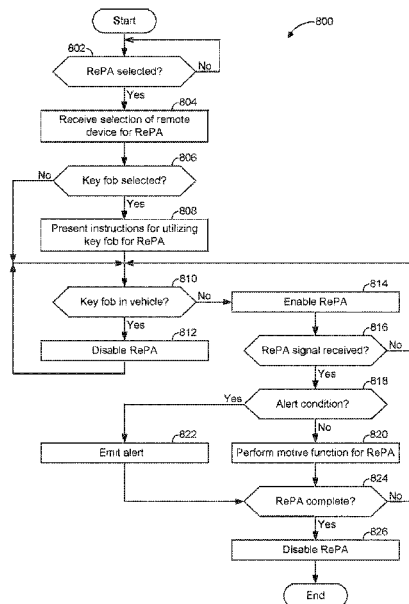 Start
800
802
RePA selected?
No
Yes
804
Receive selection of remote
device for RePA
806
No
Key fob selected?
Yes
808
Present instructions for utilizing
key fob for RePA
810
Key fob in vehicle?
No
814
Enable RePA
Yes
812
Disable RePA
816
RePA signal received?
No
Yes
818
Yes
Alert condition?
No
822
Emit alert
820
Perform motive function for RePA
824
RePA complete?
No
Yes
826
Disable RePA
End